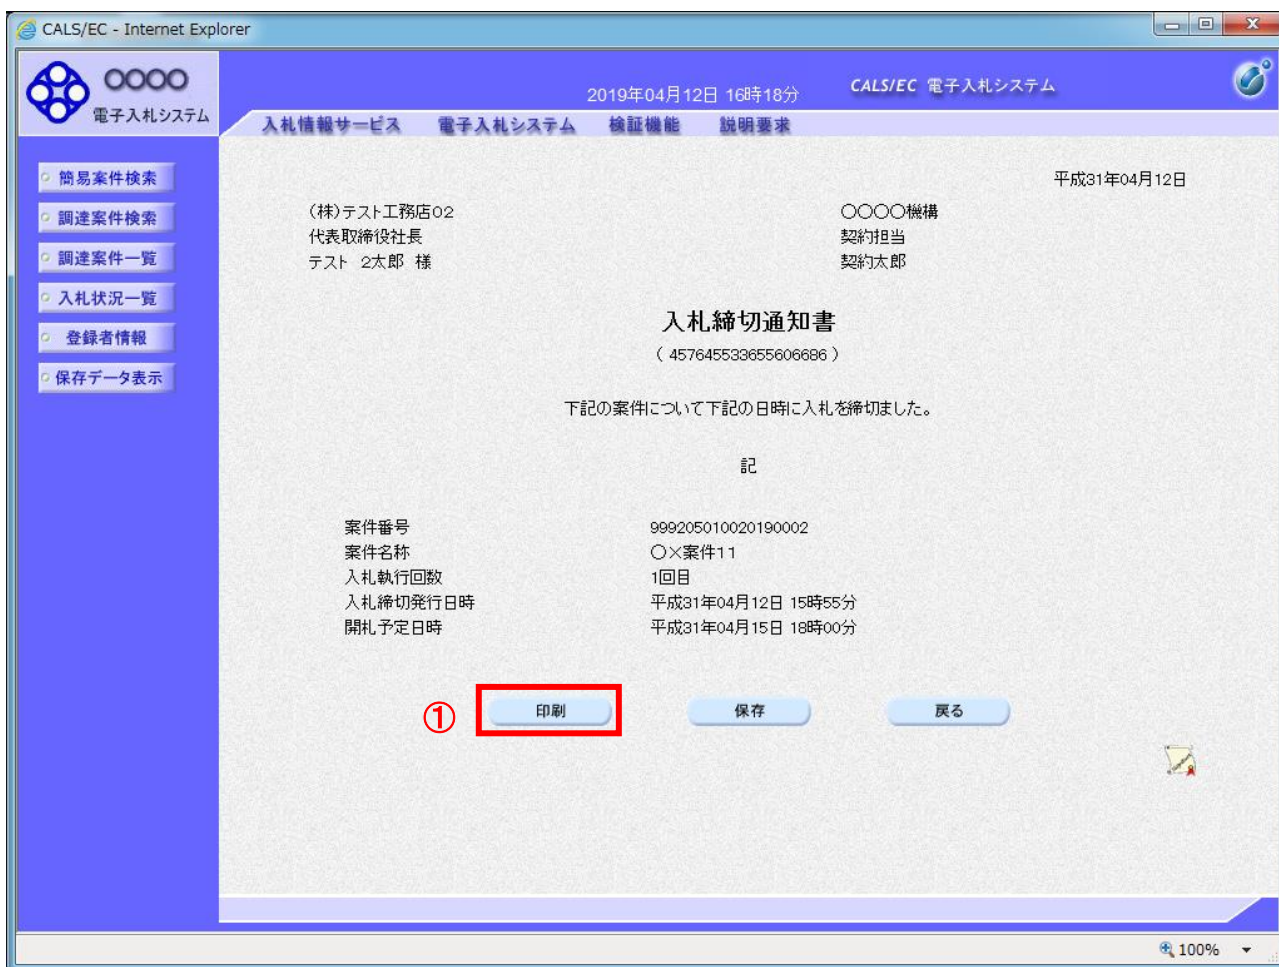 CALS/EC - Internet Explorer
〇〇〇〇
電子入札システム
2019年04月12日 16時18分
CALS/EC 電子入札システム
入札情報サービス 電子入札システム 検証機能 説明要求
簡易案件検索
調達案件検索
調達案件一覧
入札状況一覧
登録者情報
保存データ表示
平成31年04月12日
(株)テスト工務店02
代表取締役社長
テスト 2太郎 様
〇〇〇〇機構
契約担当
契約太郎
入札締切通知書
( 457645533655606686 )
下記の案件について下記の日時に入札を締切ました。
記
案件番号 999205010020190002
案件名称 〇×案件11
入札執行回数 1回目
入札締切発行日時 平成31年04月12日 15時55分
開札予定日時 平成31年04月15日 18時00分
① 印刷 保存 戻る
100%